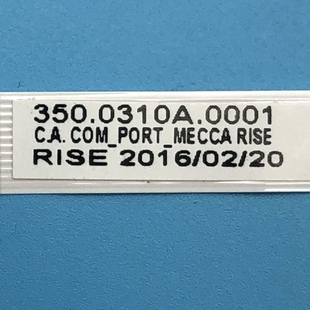 350.0310A.0001
C.A. COM_PORT_MECCA RISE
RISE 2016/02/20